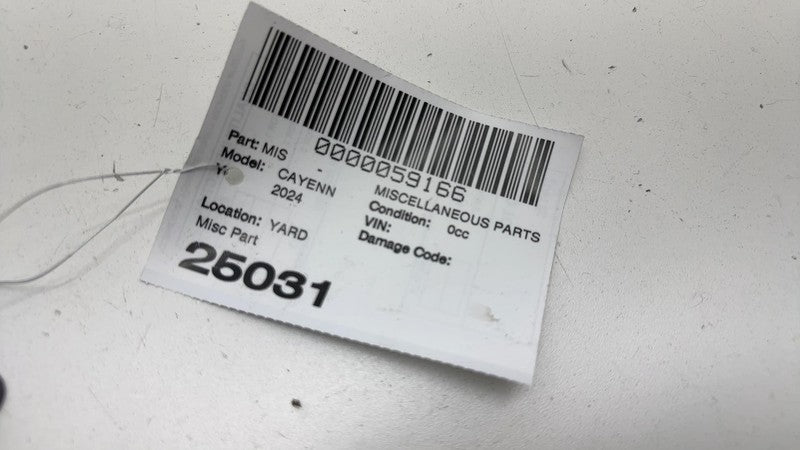 0000059166
Part: MIS MISCELLANEOUS PARTS
Model: CAYENN Condition: 0cc
2024 VIN:
Damage Code:
Location: YARD
Misc Part
25031